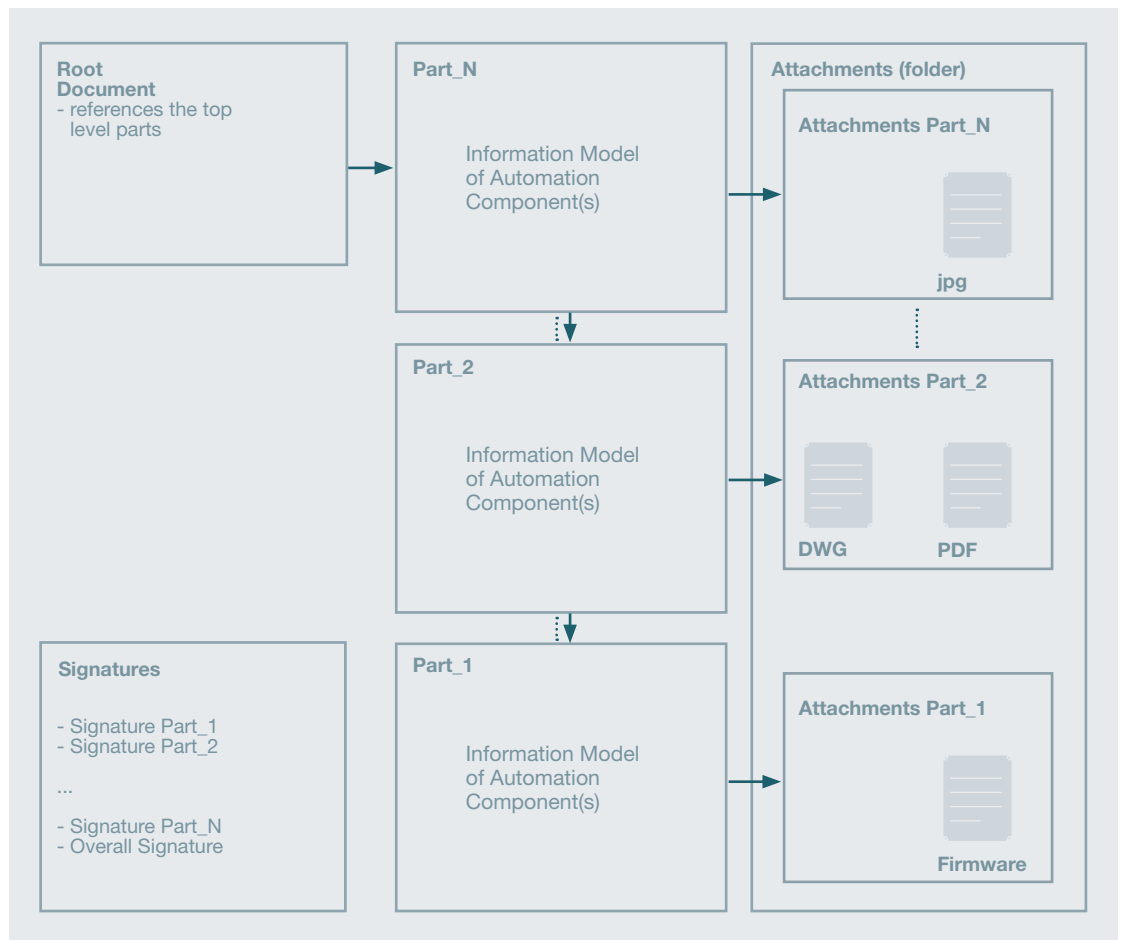 Root
Document
- references the top
level parts
Part_N
Information Model
of Automation
Component(s)
Attachments (folder)
Attachments Part_N
jpg
Part_2
Information Model
of Automation
Component(s)
Attachments Part_2
DWG
PDF
Signatures
- Signature Part_1
- Signature Part_2
...
- Signature Part_N
- Overall Signature
Part_1
Information Model
of Automation
Component(s)
Attachments Part_1
Firmware